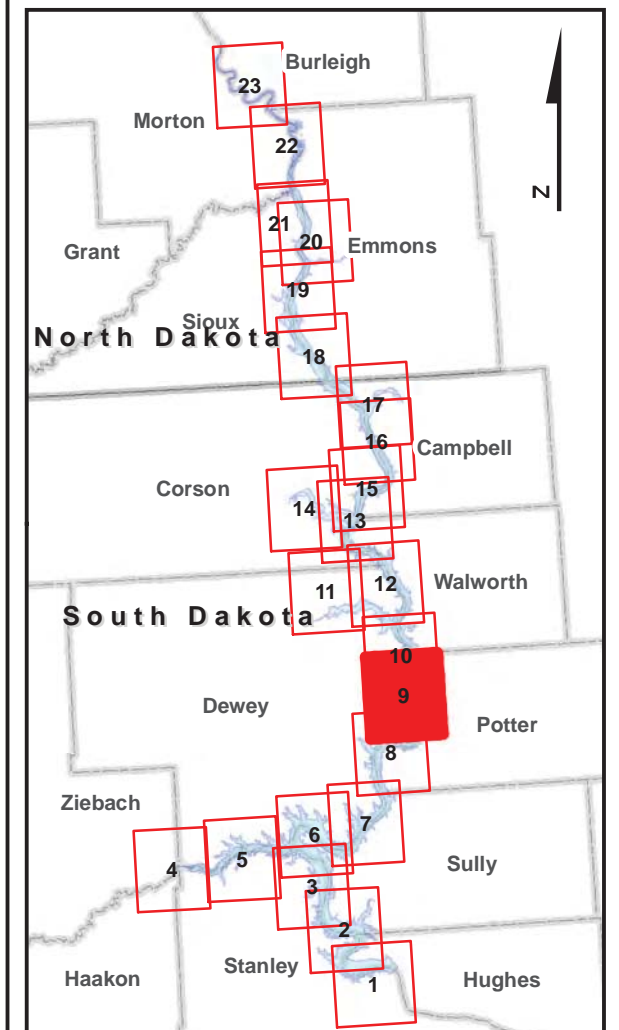 Burleigh
23
Morton
22
N
21
Grant
20
Emmons
19
Sioux
North Dakota
18
17
16
Campbell
Corson
15
14
13
11
12
Walworth
South Dakota
10
9
Dewey
Potter
8
Ziebach
7
6
5
4
Sully
3
2
Stanley
Haakon
1
Hughes